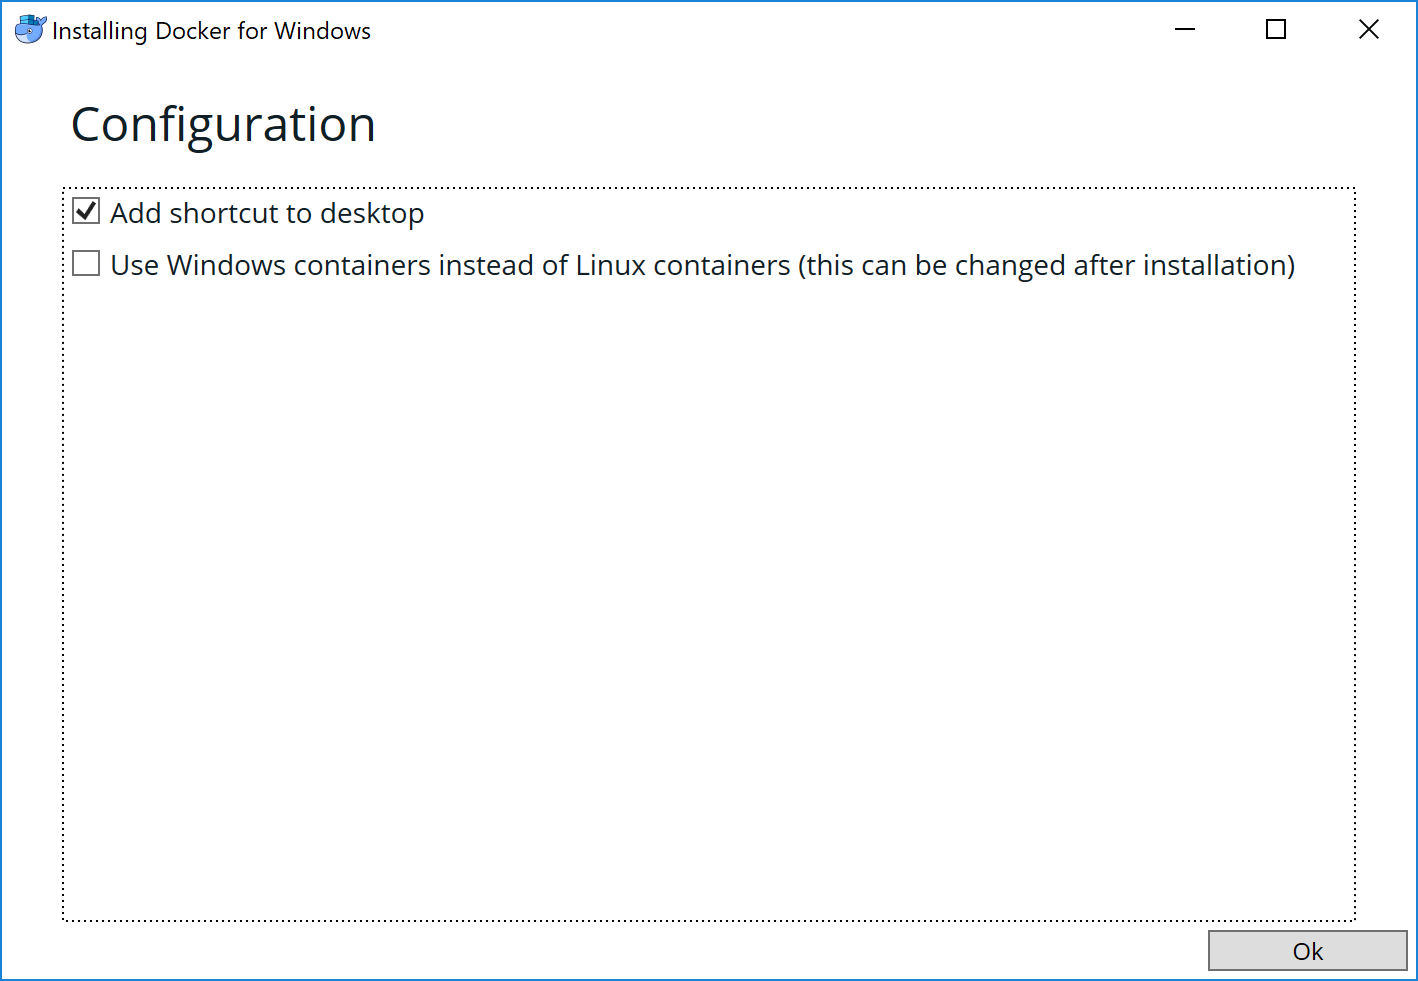 Installing Docker for Windows
Configuration
Add shortcut to desktop
Use Windows containers instead of Linux containers (this can be changed after installation)
Ok